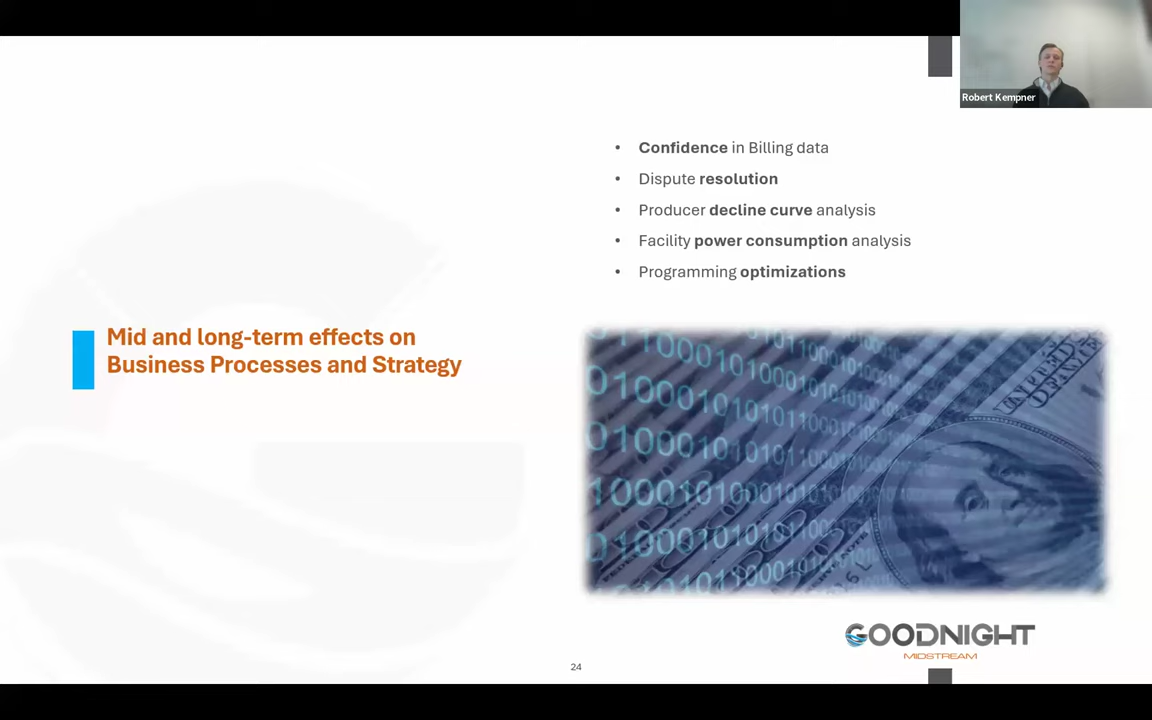 Robert Kempner
Confidence in Billing data
Dispute resolution
Producer decline curve analysis
Facility power consumption analysis
Programming optimizations
Mid and long-term effects on
Business Processes and Strategy
GOODNIGHT
MIDSTREAM
24